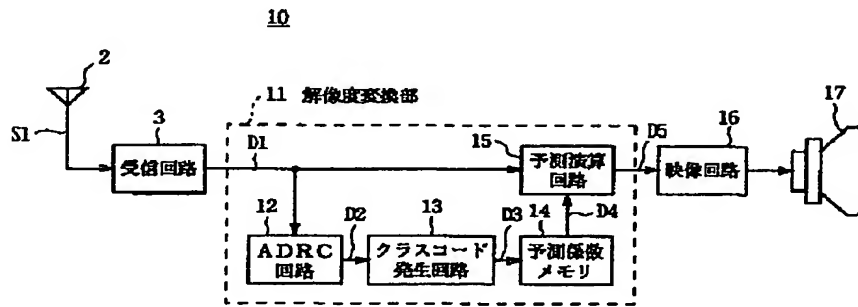 10
2
11 解像度変換部
17
S1
3
受信回路
D1
15
予測演算
回路
D5
16
映像回路
12
ADRC
回路
D2
13
クラスコード
発生回路
D3
14
D4
予測係数
メモリ